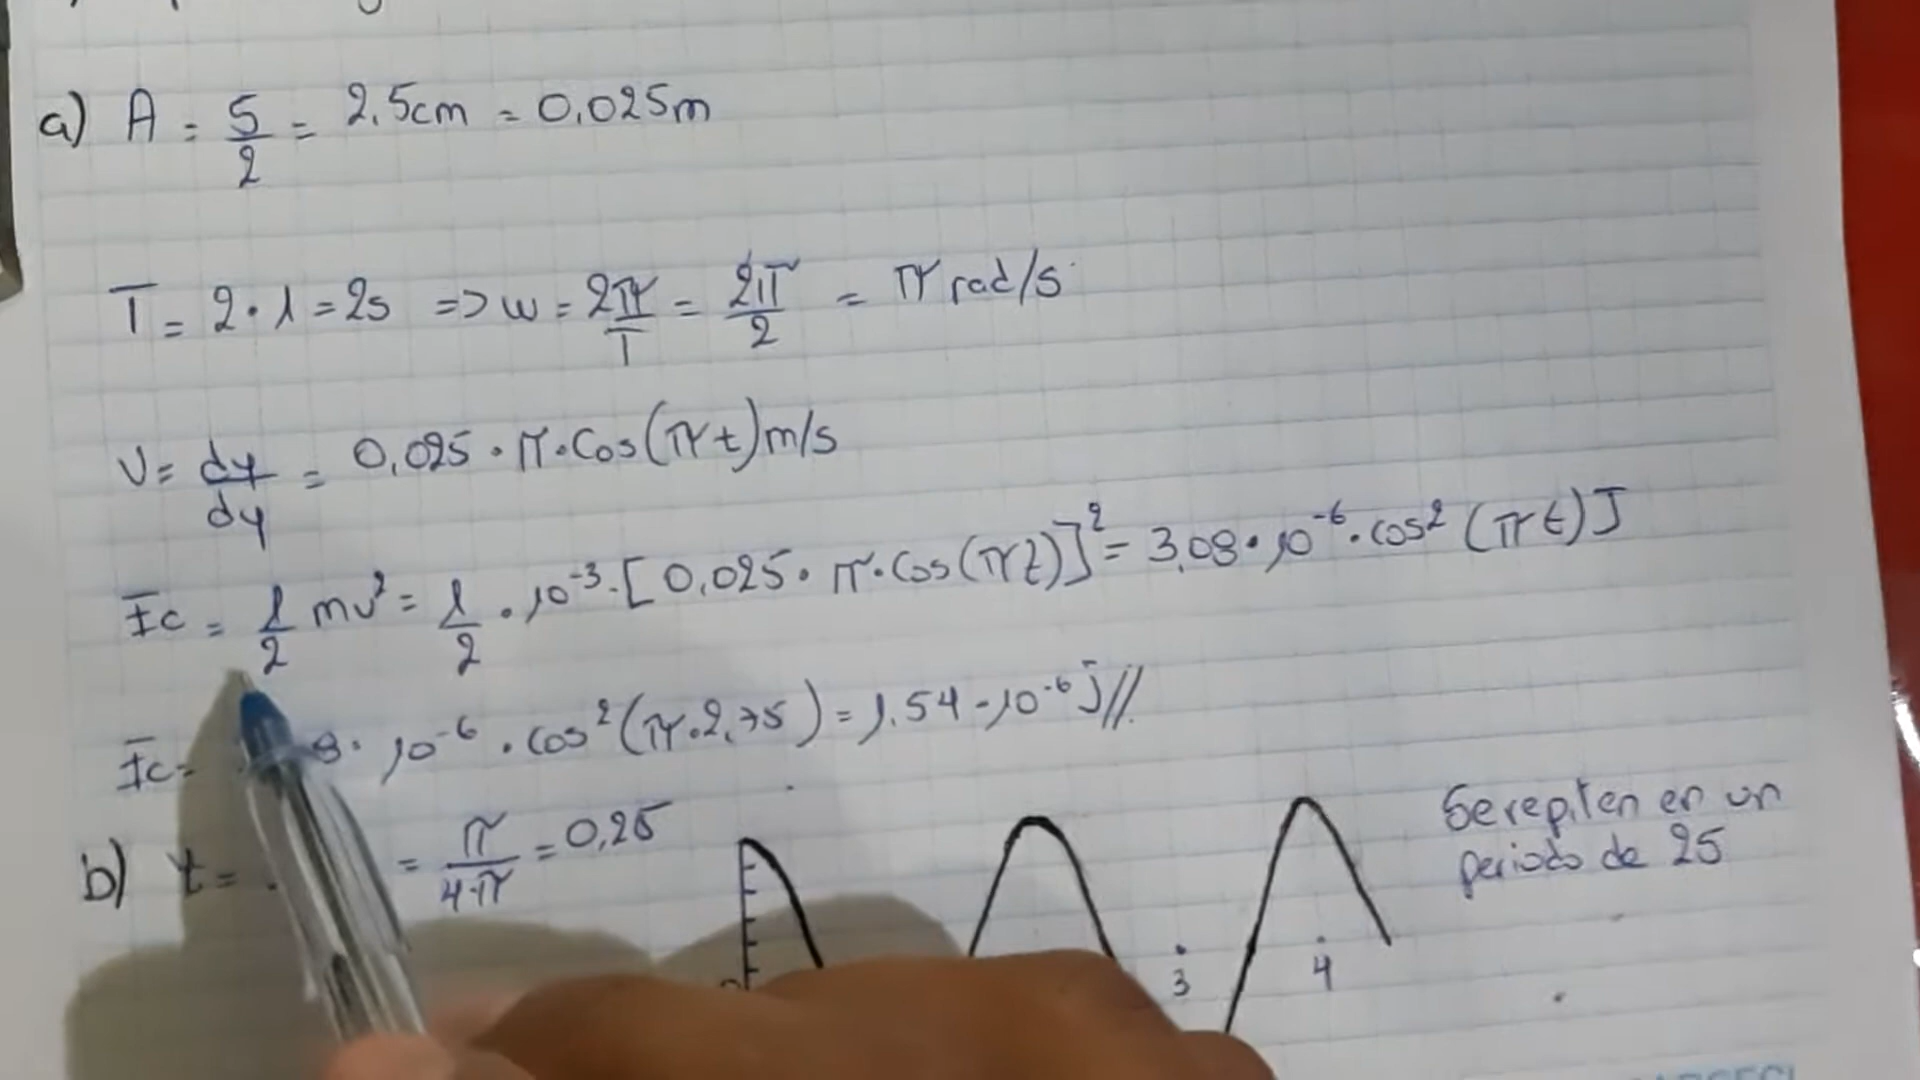 a) A = 5/2 = 2.5cm = 0.025m
T = 2·1 = 2s => w = 2π/T = 2π/2 = π rad/s
V = dy/dy = 0.025·π·Cos(πt)m/s
Ec = 1/2 mv² = 1/2 · 10⁻³·[0.025·π·Cos(πt)]² = 3.08·10⁻⁶·cos²(πt)J
Ec = 8·10⁻⁶·cos²(π·2.75) = 1.54·10⁻⁶ J//
b) t = = π/4·π = 0.25
Se repiten en un
periodo de 2S
3 4